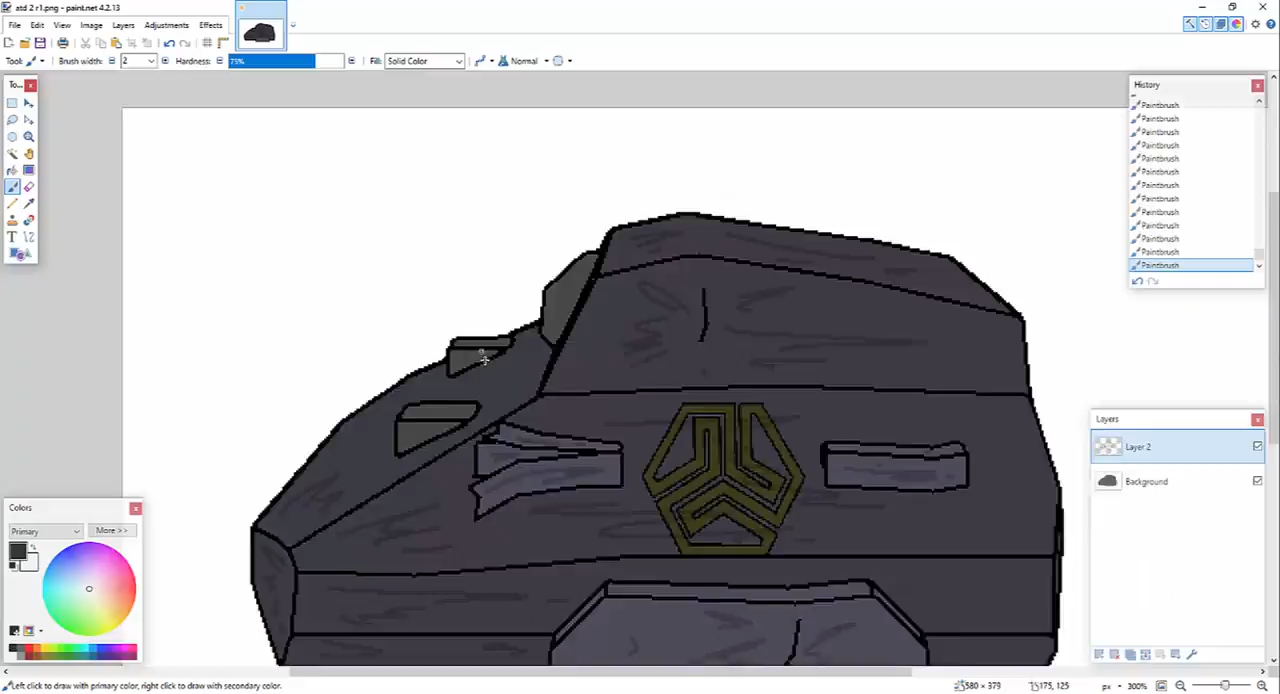 atd 2 r1.png - paint.net 4.2.13
File Edit View Image Layers Adjustments Effects
Tool: Brush width: 2 Hardness: 75% Fill: Solid Color Normal
To...
History
Paintbrush
Paintbrush
Paintbrush
Paintbrush
Paintbrush
Paintbrush
Paintbrush
Paintbrush
Paintbrush
Paintbrush
Paintbrush
Paintbrush
Paintbrush
Layers
Layer 2
Background
Colors
Primary More >>
Left click to draw with primary color, right click to draw with secondary color. 580 × 379 175, 125 px 300%